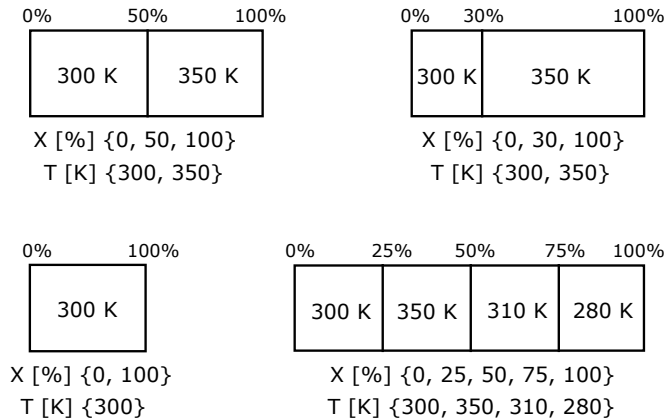 0% 50% 100%
300 K 350 K
X [%] {0, 50, 100}
T [K] {300, 350}
0% 30% 100%
300 K 350 K
X [%] {0, 30, 100}
T [K] {300, 350}
0% 100%
300 K
X [%] {0, 100}
T [K] {300}
0% 25% 50% 75% 100%
300 K 350 K 310 K 280 K
X [%] {0, 25, 50, 75, 100}
T [K] {300, 350, 310, 280}